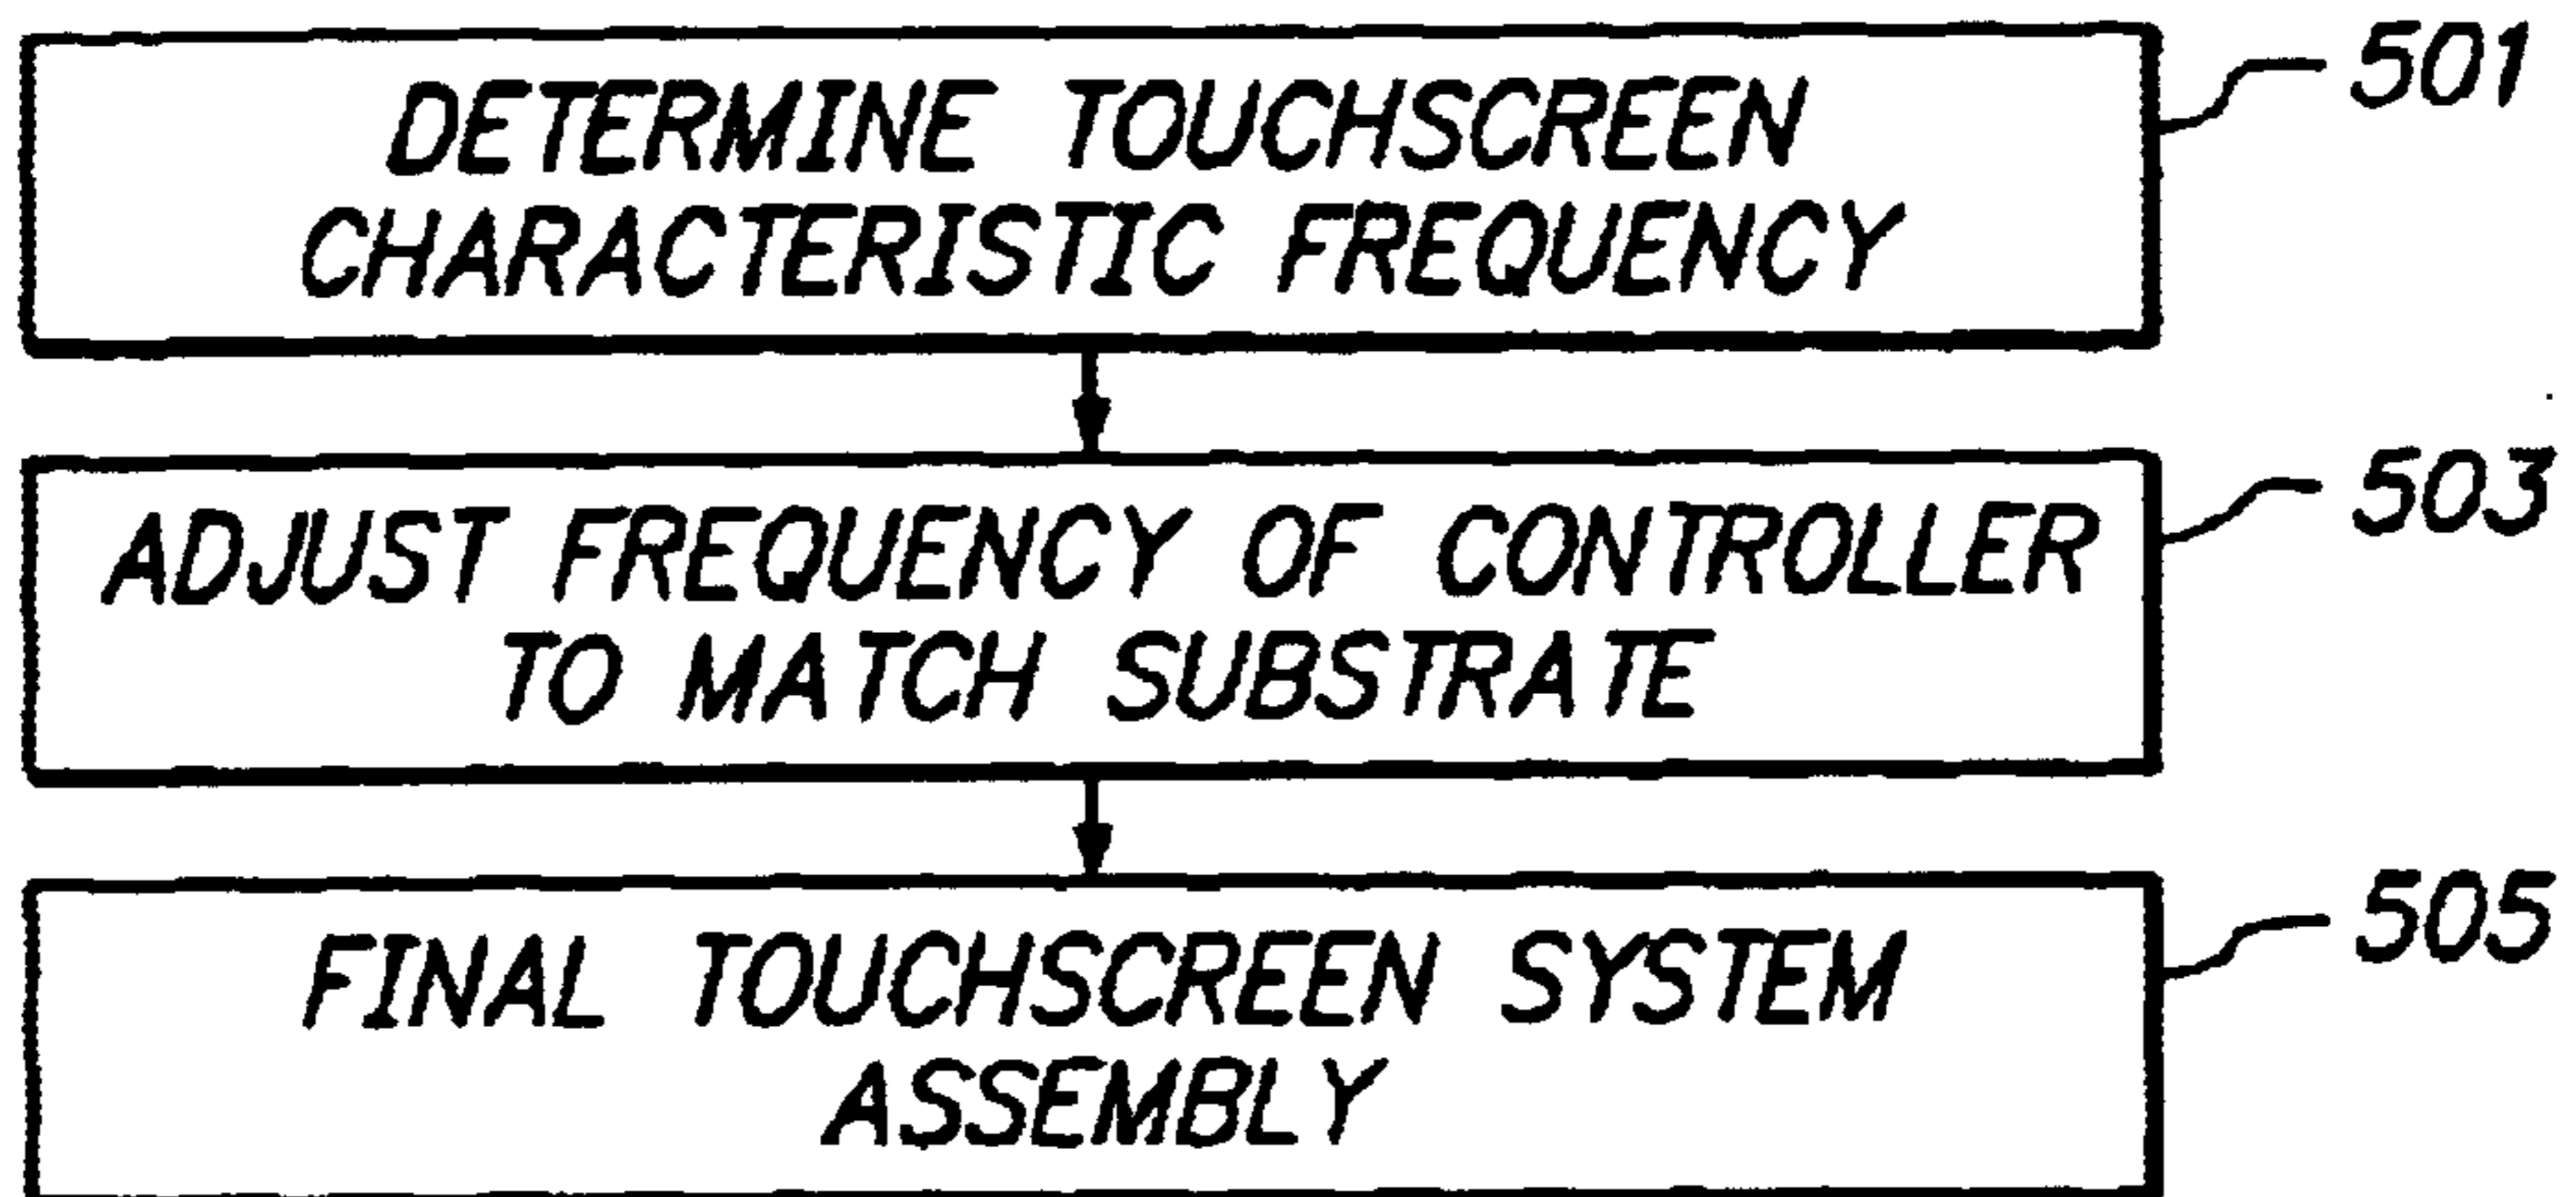 DETERMINE TOUCHSCREEN
CHARACTERISTIC FREQUENCY
501
ADJUST FREQUENCY OF CONTROLLER
TO MATCH SUBSTRATE
503
FINAL TOUCHSCREEN SYSTEM
ASSEMBLY
505